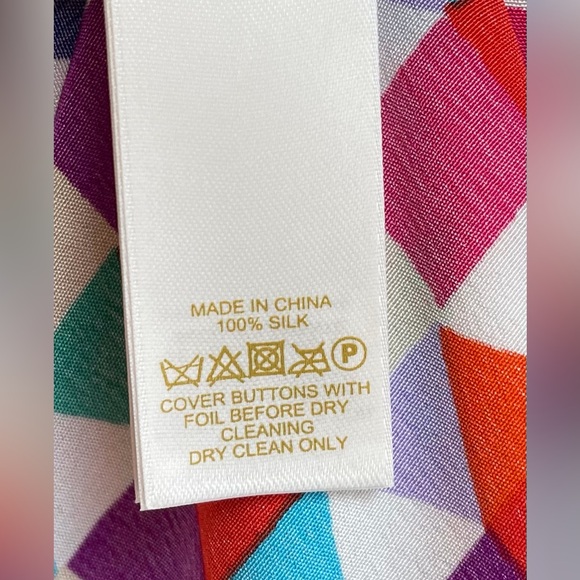 MADE IN CHINA
100% SILK
P
COVER BUTTONS WITH
FOIL BEFORE DRY
CLEANING
DRY CLEAN ONLY